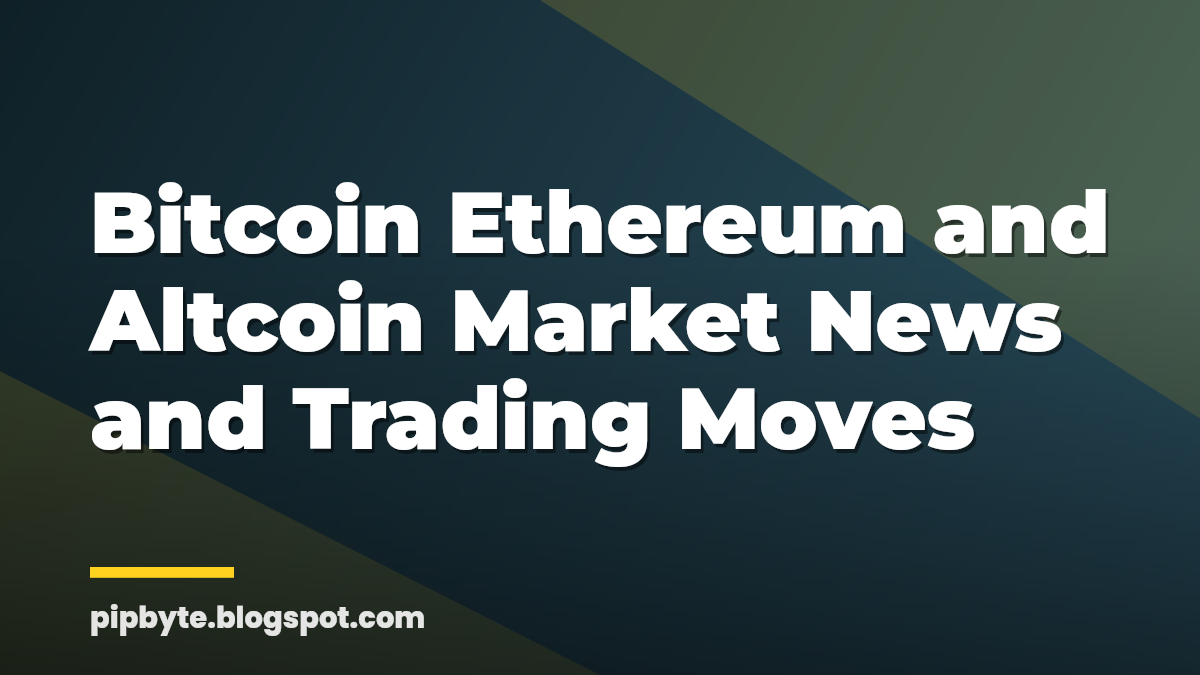 Bitcoin Ethereum and
Altcoin Market News
and Trading Moves
pipbyte.blogspot.com